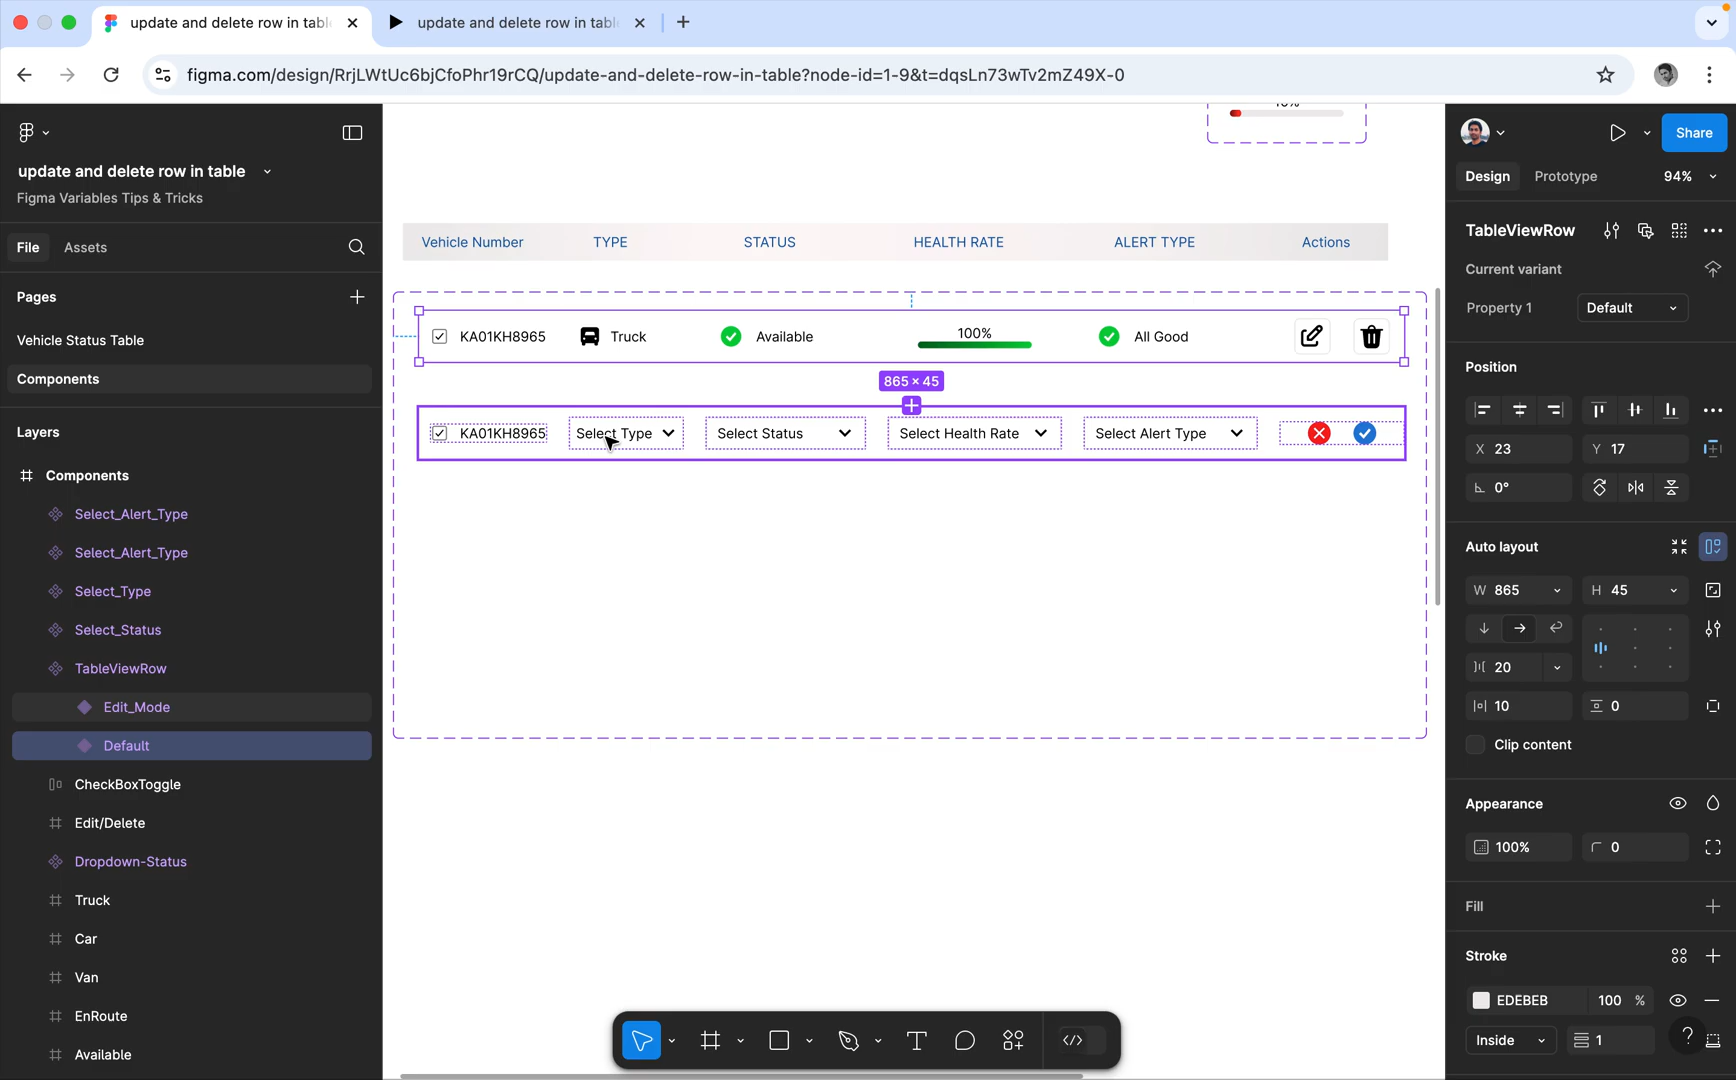 update and delete row in tabl
update and delete row in tabl
figma.com/design/RrjLWtUc6bjCfoPhr19rCQ/update-and-delete-row-in-table?node-id=1-9&t=dqsLn73wTv2mZ49X-0
update and delete row in table
Figma Variables Tips & Tricks
File
Assets
Pages
Vehicle Status Table
Components
Layers
Components
Select_Alert_Type
Select_Alert_Type
Select_Type
Select_Status
TableViewRow
Edit_Mode
Default
CheckBoxToggle
Edit/Delete
Dropdown-Status
Truck
Car
Van
EnRoute
Available
Vehicle Number TYPE STATUS HEALTH RATE ALERT TYPE Actions
KA01KH8965 Truck Available 100% All Good
865 × 45
KA01KH8965 Select Type Select Status Select Health Rate Select Alert Type
Share
Design Prototype 94%
TableViewRow
Current variant
Property 1 Default
Position
X 23 Y 17
0°
Auto layout
W 865 H 45
20
10 0
Clip content
Appearance
100% 0
Fill
Stroke
EDEBEB 100 %
Inside 1
?